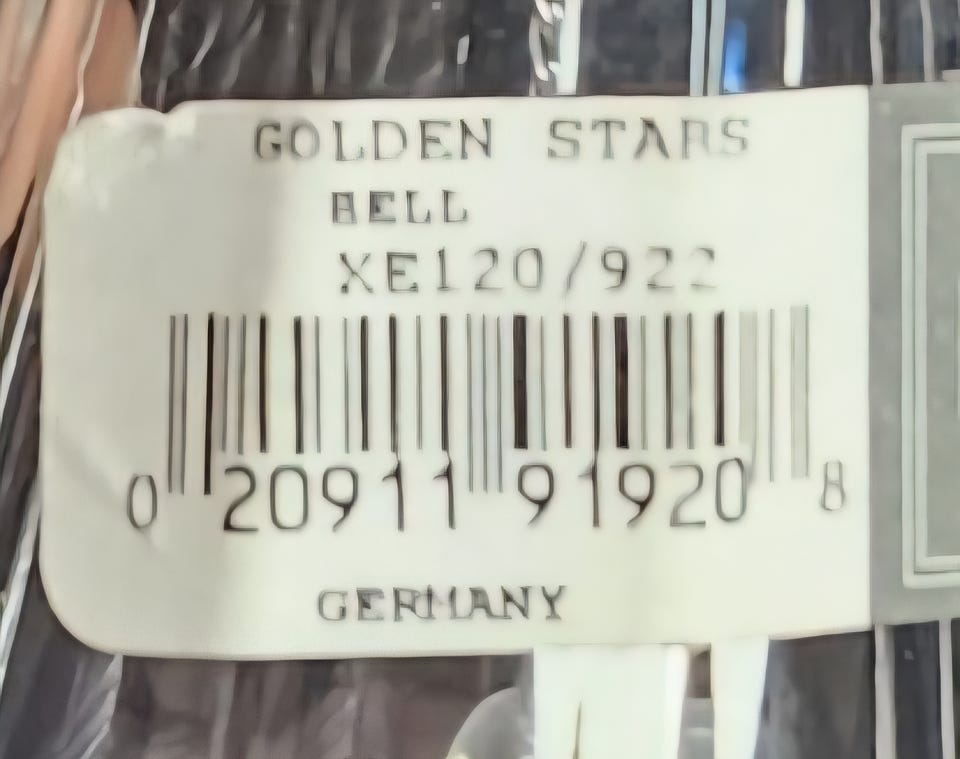 GOLDEN STARS
BELL
XE120/922
0 20911 91920 8
GERMANY